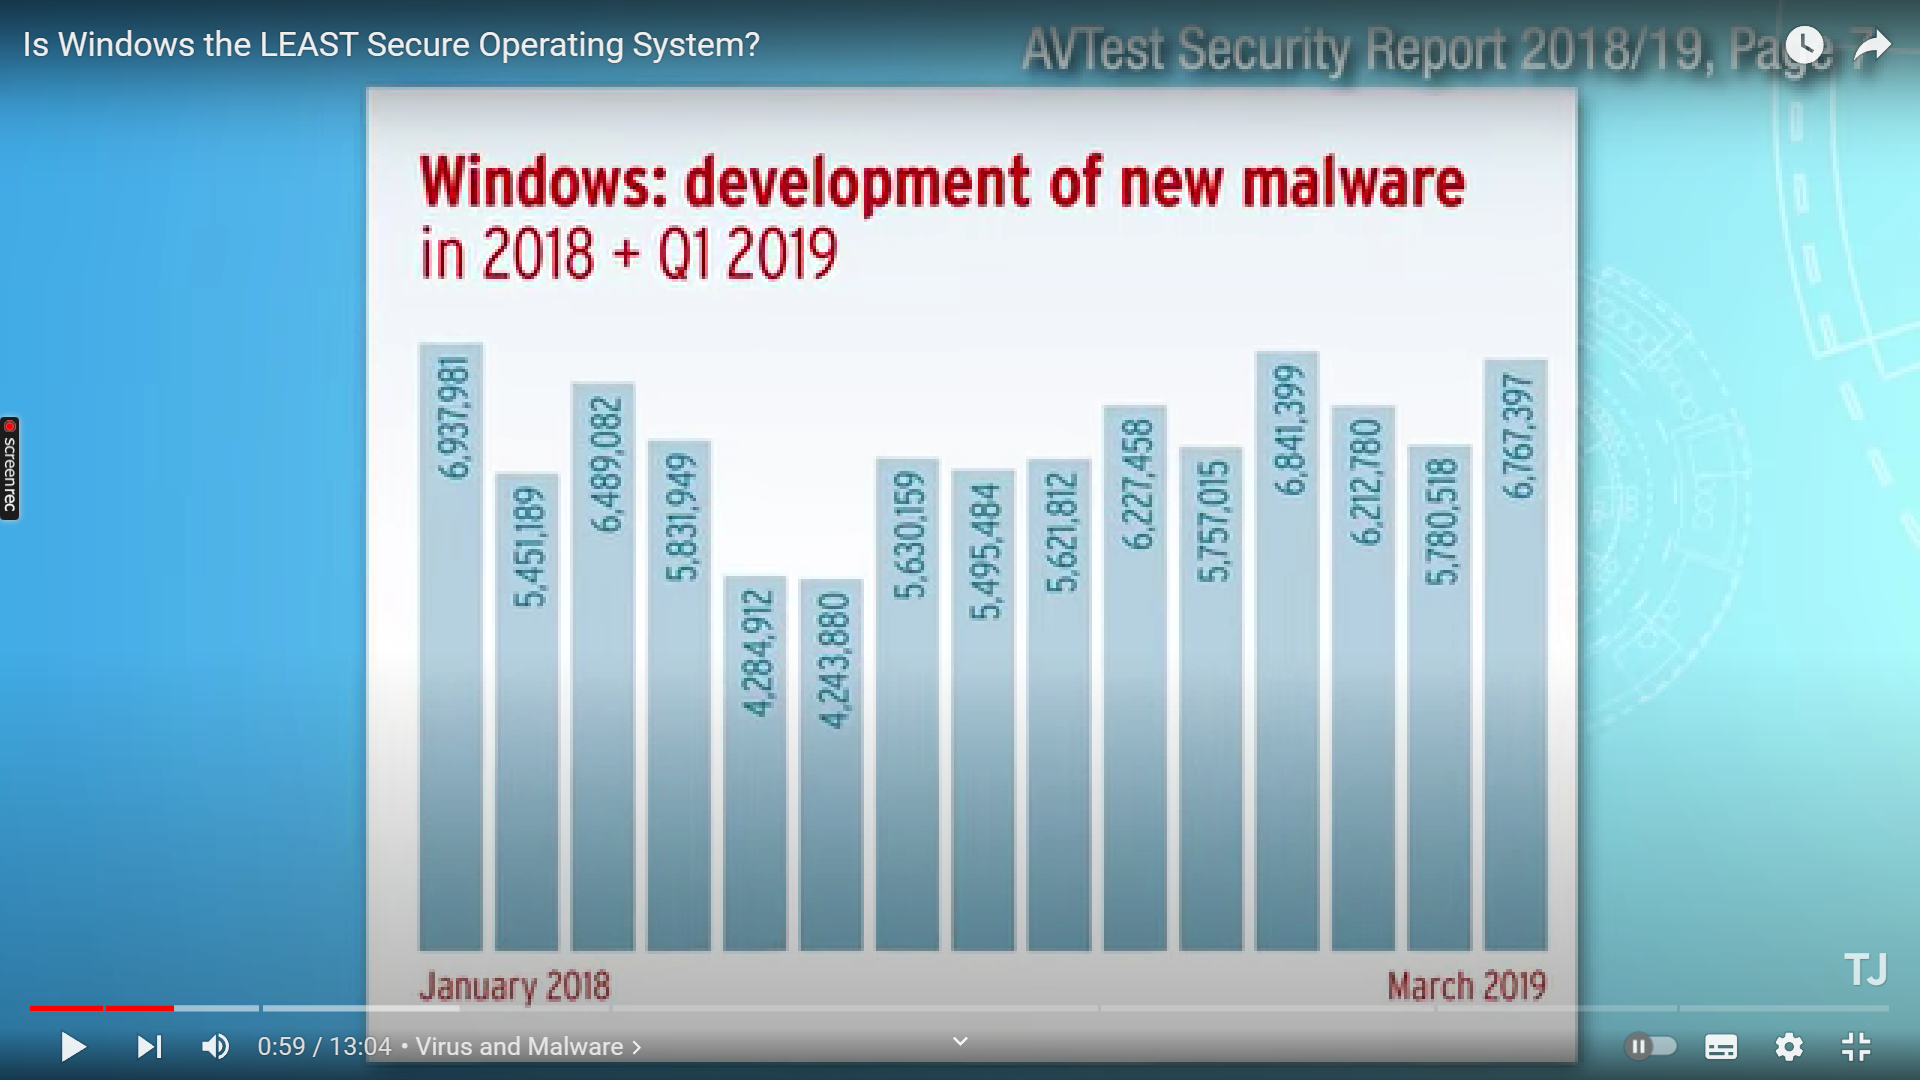 Is Windows the LEAST Secure Operating System?
AVTest Security Report 2018/19, Page 7
Windows: development of new malware
in 2018 + Q1 2019
6,937,981
5,451,189
6,489,082
5,831,949
4,284,912
4,243,880
5,630,159
5,495,484
5,621,812
6,227,458
5,757,015
6,841,399
6,212,780
5,780,518
6,767,397
screenrec
January 2018
March 2019
TJ
0:59 / 13:04 • Virus and Malware